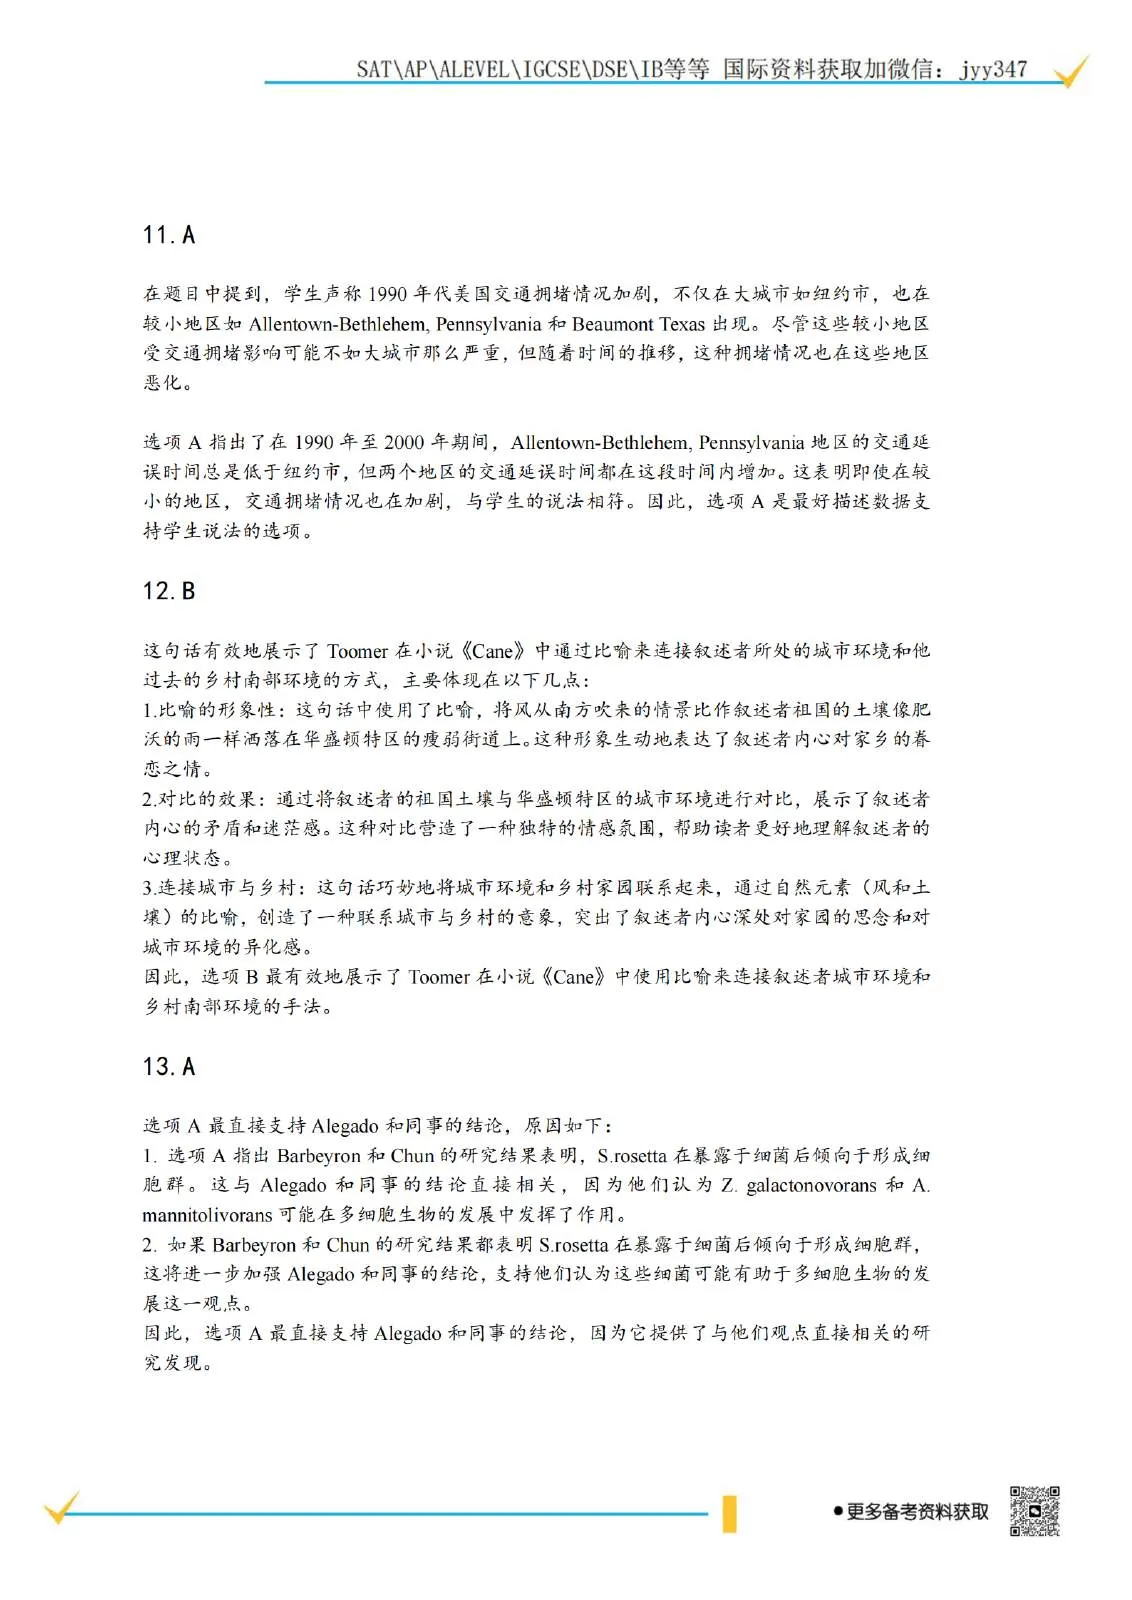 SAT\AP\ALEVEL\IGCSE\DSE\IB等等 国际资料获取加微信：jyy347
11. A
在题目中提到，学生声称 1990 年代美国交通拥堵情况加剧，不仅在大城市如纽约市，也在
较小地区如 Allentown-Bethlehem, Pennsylvania 和 Beaumont Texas 出现。尽管这些较小地区
受交通拥堵影响可能不如大城市那么严重，但随着时间的推移，这种拥堵情况也在这些地区
恶化。
选项 A 指出了在 1990 年至 2000 年期间，Allentown-Bethlehem, Pennsylvania 地区的交通延
误时间总是低于纽约市，但两个地区的交通延误时间都在这段时间内增加。这表明即使在较
小的地区，交通拥堵情况也在加剧，与学生的说法相符。因此，选项 A 是最好描述数据支
持学生说法的选项。
12. B
这句话有效地展示了 Toomer 在小说《Cane》中通过比喻来连接叙述者所处的城市环境和他
过去的乡村南部环境的方式，主要体现在以下几点：
1.比喻的形象性：这句话中使用了比喻，将风从南方吹来的情景比作叙述者祖国的土壤像肥
沃的雨一样洒落在华盛顿特区的瘦弱街道上。这种形象生动地表达了叙述者内心对家乡的眷
恋之情。
2.对比的效果：通过将叙述者的祖国土壤与华盛顿特区的城市环境进行对比，展示了叙述者
内心的矛盾和迷茫感。这种对比营造了一种独特的情感氛围，帮助读者更好地理解叙述者的
心理状态。
3.连接城市与乡村：这句话巧妙地将城市环境和乡村家园联系起来，通过自然元素（风和土
壤）的比喻，创造了一种联系城市与乡村的意象，突出了叙述者内心深处对家园的思念和对
城市环境的异化感。
因此，选项 B 最有效地展示了 Toomer 在小说《Cane》中使用比喻来连接叙述者城市环境和
乡村南部环境的手法。
13. A
选项 A 最直接支持 Alegado 和同事的结论，原因如下：
1. 选项 A 指出 Barbeyron 和 Chun 的研究结果表明，S.rosetta 在暴露于细菌后倾向于形成细
胞群。这与 Alegado 和同事的结论直接相关，因为他们认为 Z. galactonovorans 和 A.
mannitolivorans 可能在多细胞生物的发展中发挥了作用。
2. 如果 Barbeyron 和 Chun 的研究结果都表明 S.rosetta 在暴露于细菌后倾向于形成细胞群，
这将进一步加强 Alegado 和同事的结论，支持他们认为这些细菌可能有助于多细胞生物的发
展这一观点。
因此，选项 A 最直接支持 Alegado 和同事的结论，因为它提供了与他们观点直接相关的研
究发现。
●更多备考资料获取